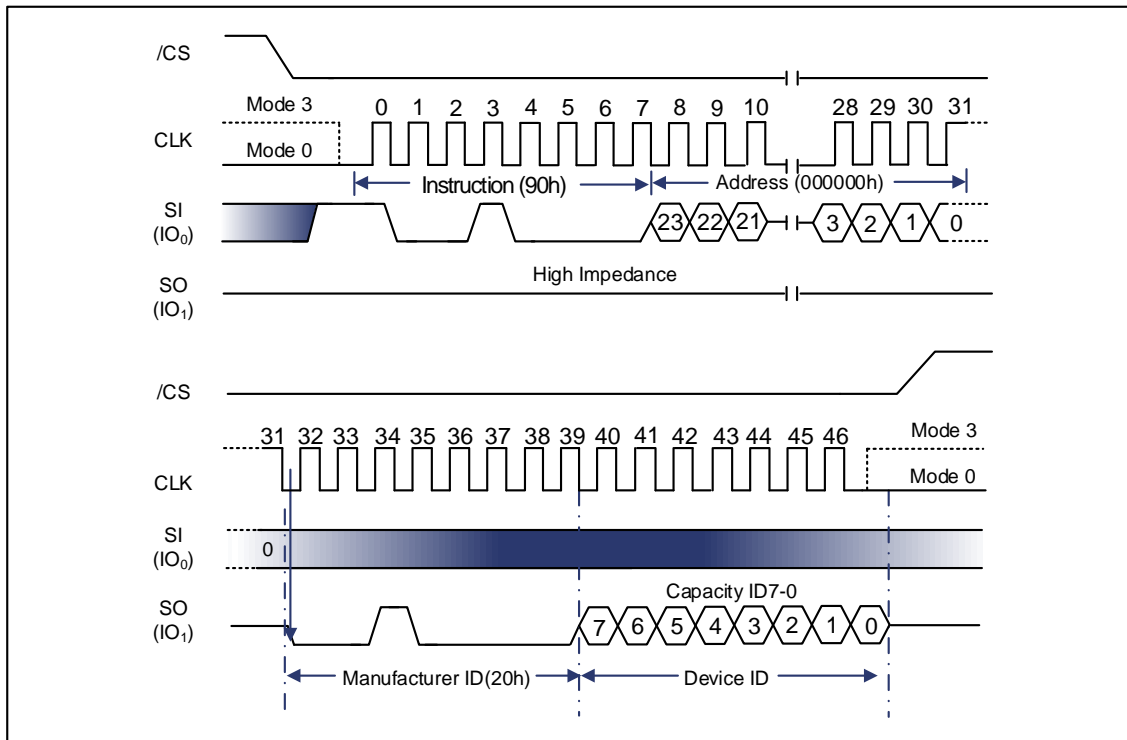 /CS
Mode 3
0 1 2 3 4 5 6 7 8 9 10 28 29 30 31
CLK
Mode 0
Instruction (90h)
Address (000000h)
SI
(IO0)
23 22 21 3 2 1 0
High Impedance
SO
(IO1)
/CS
31 32 33 34 35 36 37 38 39 40 41 42 43 44 45 46
Mode 3
CLK
Mode 0
SI
(IO0)
0
Capacity ID7-0
SO
(IO1)
7 6 5 4 3 2 1 0
Manufacturer ID(20h)
Device ID